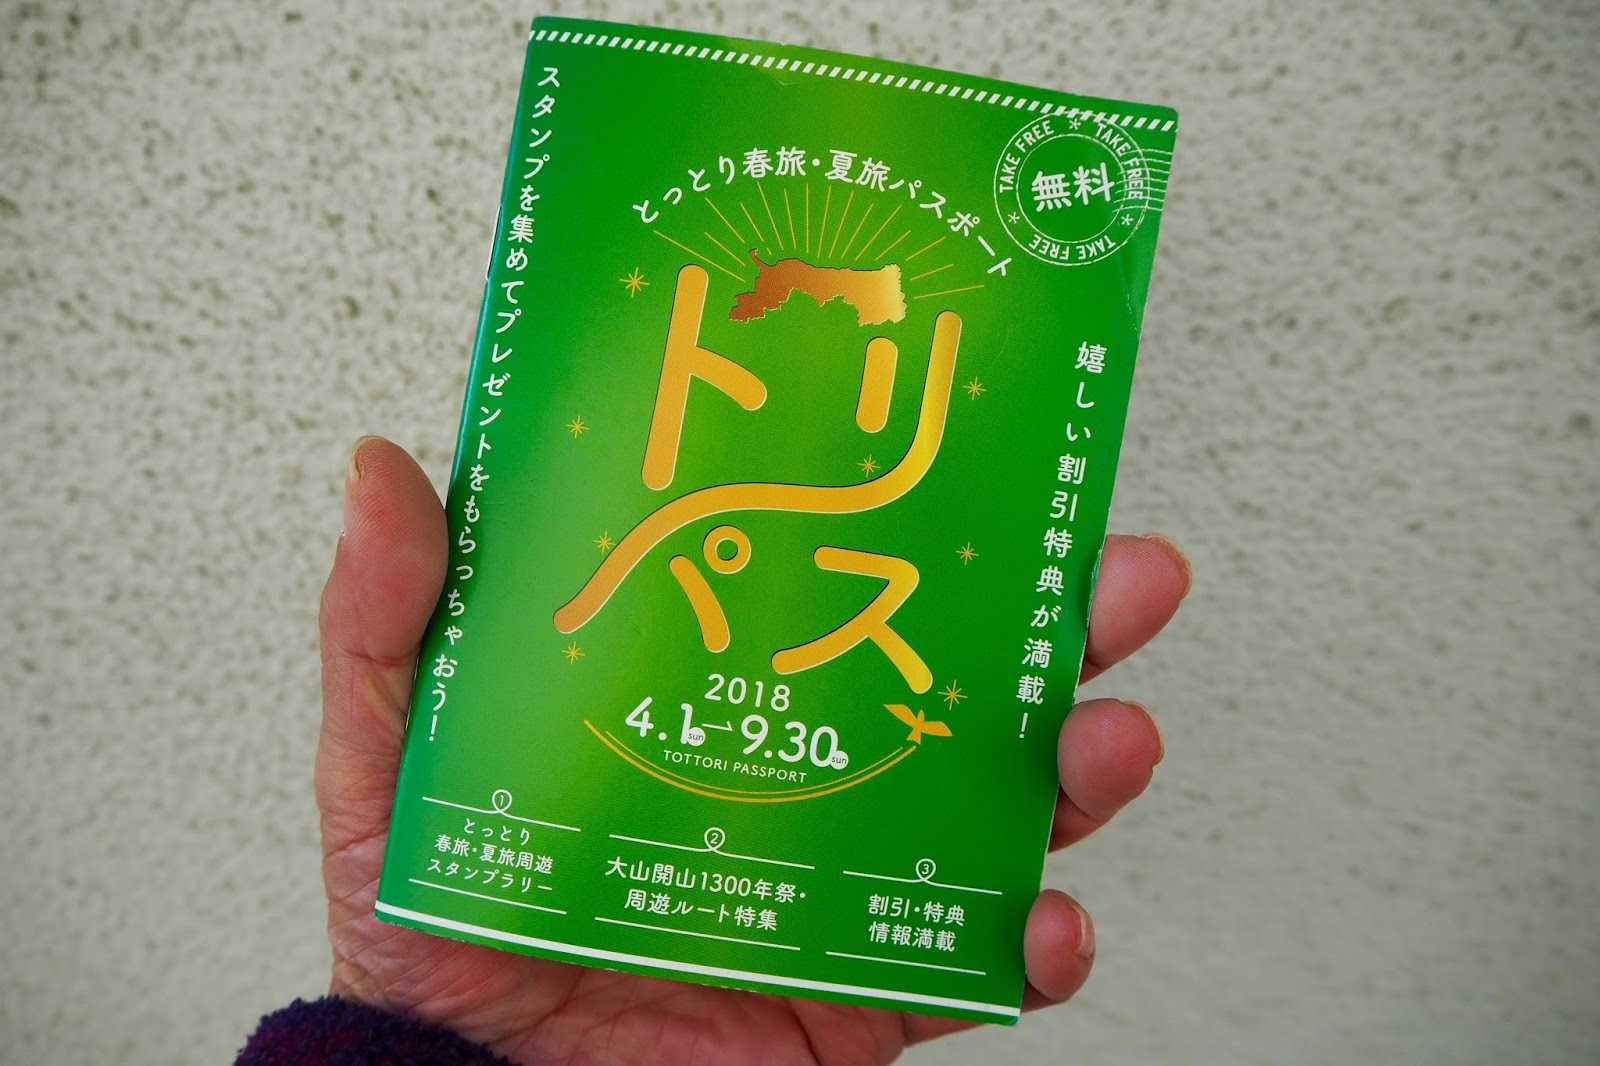 スタンプを集めてプレゼントをもらっちゃおう!
とっとり春旅・夏旅パスポート
TAKE FREE * TAKE FREE * TAKE FREE *
無料
嬉しい割引特典が満載!
トリ
パス
2018
4.1sun→9.30sun
TOTTORI PASSPORT
1
とっとり
春旅・夏旅周遊
スタンプラリー
2
大山開山1300年祭・
周遊ルート特集
3
割引・特典
情報満載